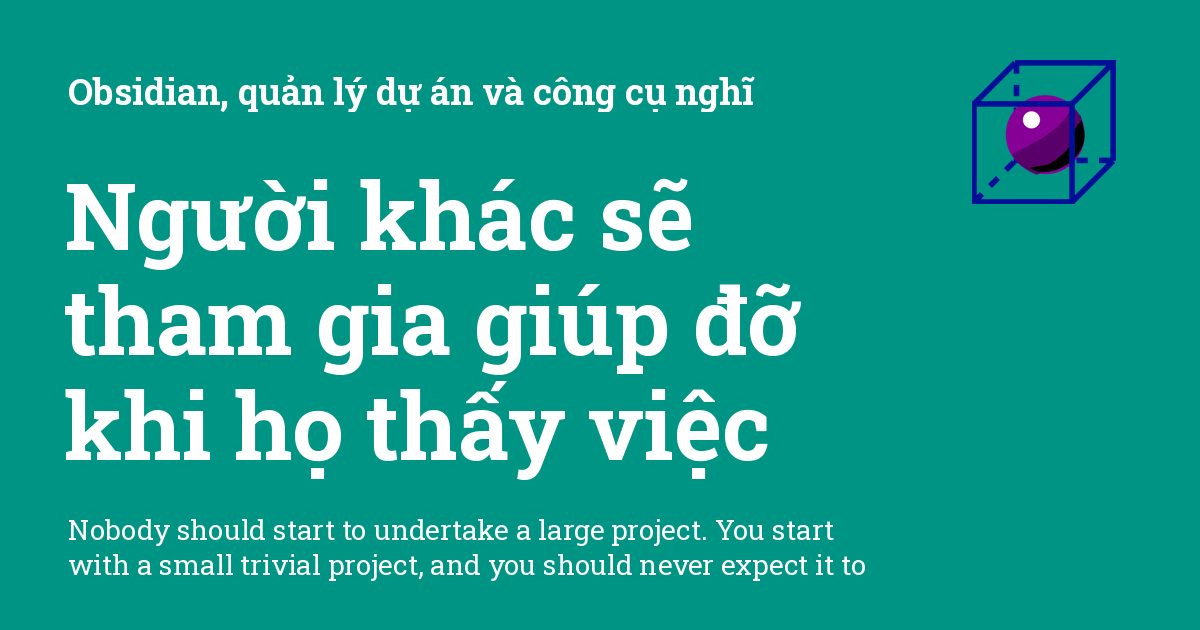 Obsidian, quản lý dự án và công cụ nghĩ
Người khác sẽ
tham gia giúp đỡ
khi họ thấy việc
Nobody should start to undertake a large project. You start
with a small trivial project, and you should never expect it to